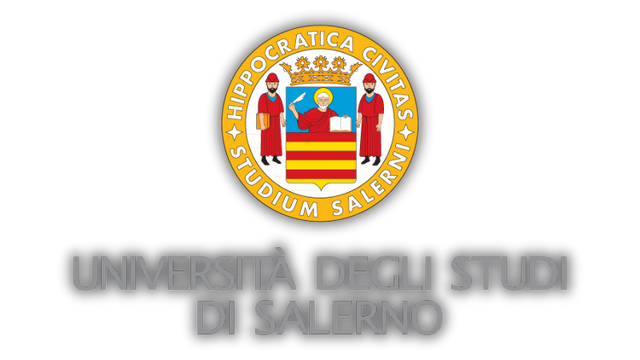 HIPPOCRATICA CIVITAS
STUDIUM SALERNI
UNIVERSITÀ DEGLI STUDI
DI SALERNO